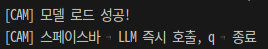 [CAM] 모델 로드 성공!
[CAM] 스페이스바 → LLM 즉시 호출, q → 종료